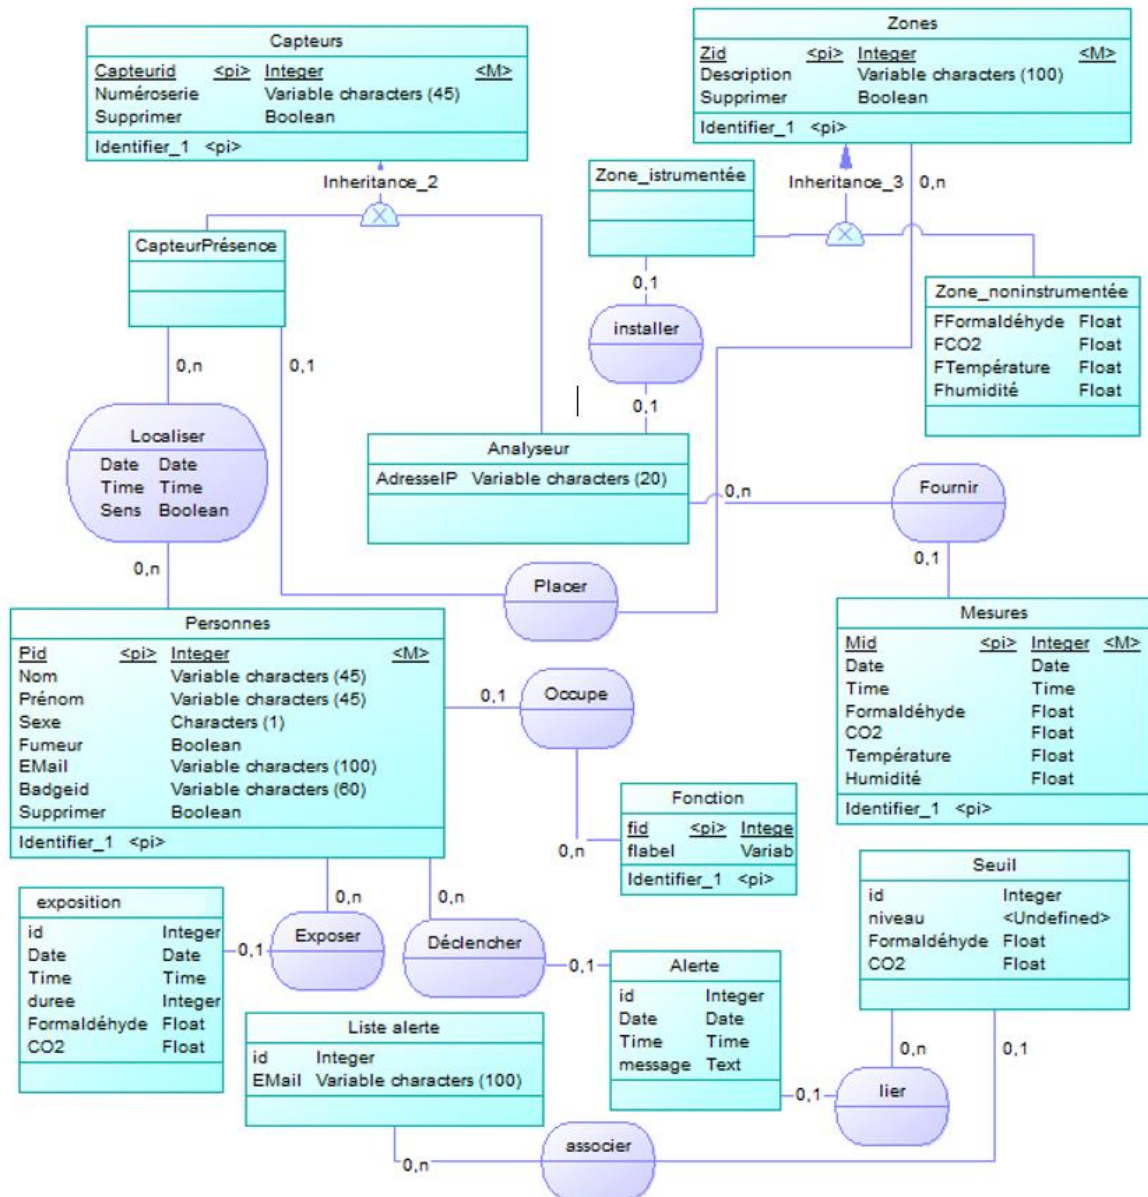 Capteurs
Capteurid <pi> Integer <M>
Numéroserie Variable characters (45)
Supprimer Boolean
Identifier_1 <pi>
Zones
Zid <pi> Integer <M>
Description Variable characters (100)
Supprimer Boolean
Identifier_1 <pi>
Inheritance_2
Zone_istrumentée
Inheritance_3
0,n
CapteurPrésence
0,1
Zone_noninstrumentée
FFormaldéhyde Float
FCO2 Float
FTempérature Float
Fhumidité Float
installer
0,n
0,1
0,1
Localiser
Date Date
Time Time
Sens Boolean
Analyseur
AdresseIP Variable characters (20)
0,n
Fournir
0,n
0,1
Placer
Personnes
Pid <pi> Integer <M>
Nom Variable characters (45)
Prénom Variable characters (45)
Sexe Characters (1)
Fumeur Boolean
EMail Variable characters (100)
Badgeid Variable characters (60)
Supprimer Boolean
Identifier_1 <pi>
Mesures
Mid <pi> Integer <M>
Date Date
Time Time
Formaldéhyde Float
CO2 Float
Température Float
Humidité Float
Identifier_1 <pi>
0,1
Occupe
Fonction
fid <pi> Intege
flabel Variab
Identifier_1 <pi>
0,n
Seuil
id Integer
niveau <Undefined>
Formaldéhyde Float
CO2 Float
exposition
id Integer
Date Date
Time Time
duree Integer
Formaldéhyde Float
CO2 Float
0,n
0,n
0,1
Exposer
Déclencher
0,1
Alerte
id Integer
Date Date
Time Time
message Text
Liste alerte
id Integer
EMail Variable characters (100)
0,n
0,1
0,1
lier
0,n
associer